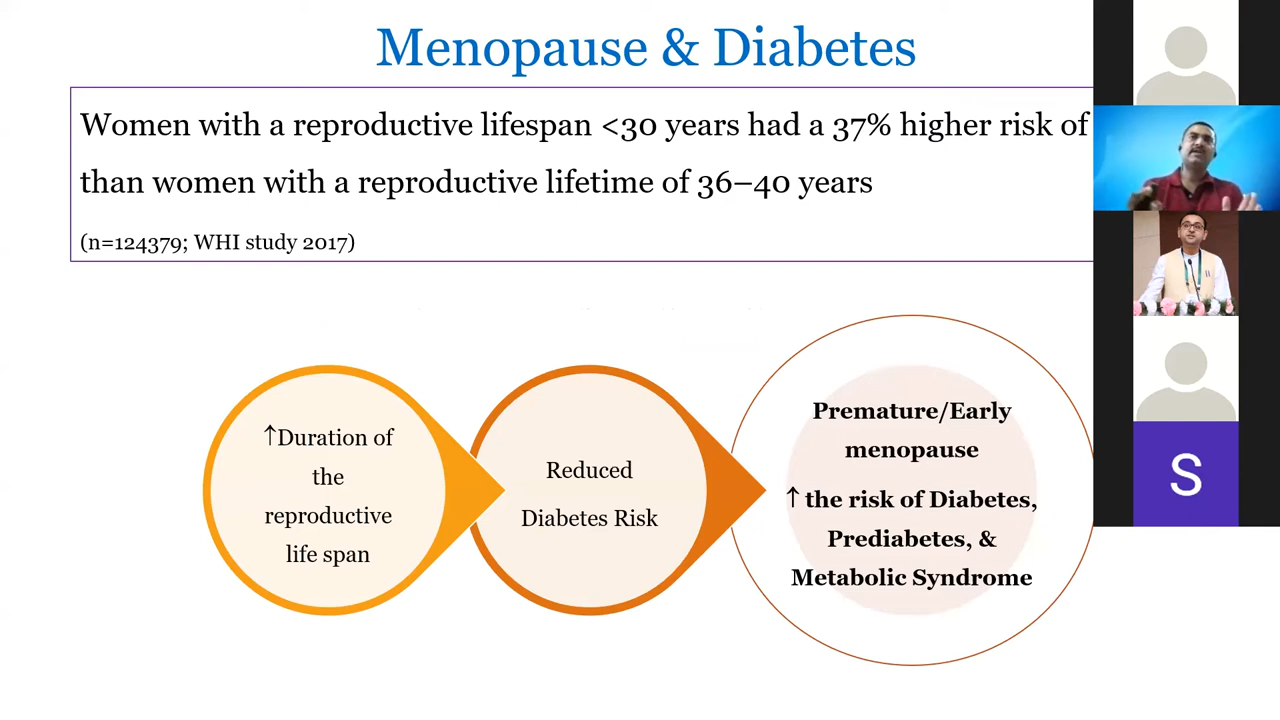 Menopause & Diabetes
Women with a reproductive lifespan <30 years had a 37% higher risk of
than women with a reproductive lifetime of 36–40 years
(n=124379; WHI study 2017)
↑Duration of
the
reproductive
life span
Reduced
Diabetes Risk
Premature/Early
menopause
↑ the risk of Diabetes,
Prediabetes, &
Metabolic Syndrome
S